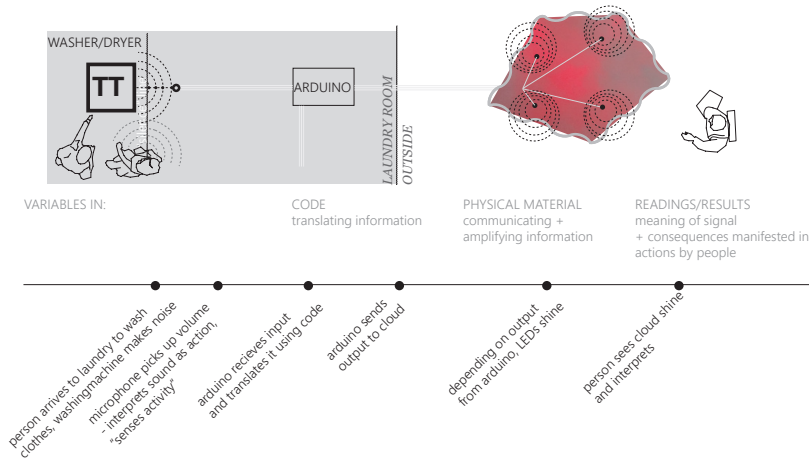 WASHER/DRYER
TT
ARDUINO
LAUNDRY ROOM
OUTSIDE
VARIABLES IN:
CODE
translating information
PHYSICAL MATERIAL
communicating +
amplifying information
READINGS/RESULTS
meaning of signal
+ consequences manifested in
actions by people
person arrives to laundry to wash
clothes, washingmachine makes noise
microphone picks up volume
- interprets sound as action,
"senses activity"
arduino recieves input
and translates it using code
arduino sends
output to cloud
depending on output
from arduino, LEDs shine
person sees cloud shine
and interprets